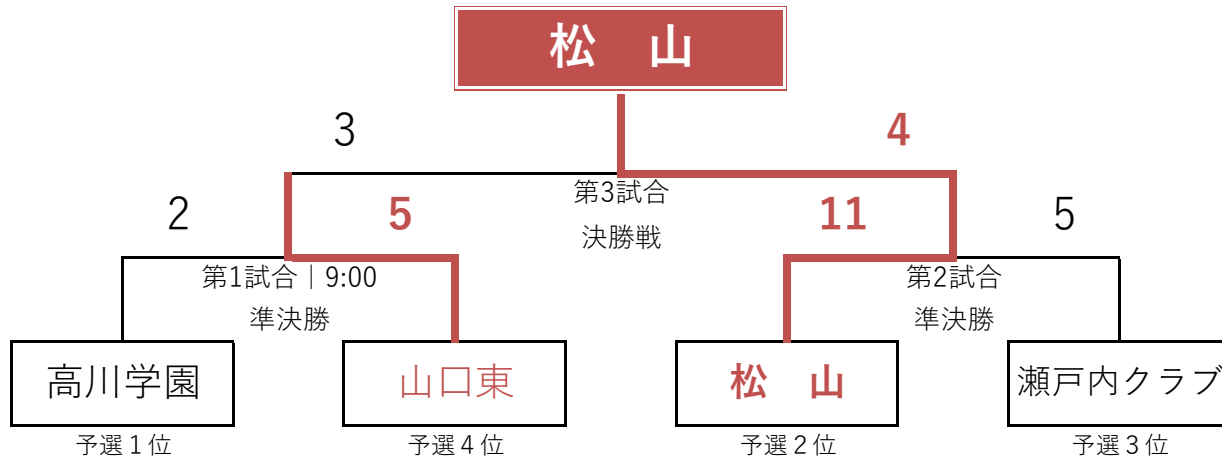 松　山
3
4
第3試合
決勝戦
2
5
11
5
第1試合｜9:00
準決勝
第2試合
準決勝
高川学園
山口東
松　山
瀬戸内クラブ
予選１位
予選４位
予選２位
予選３位